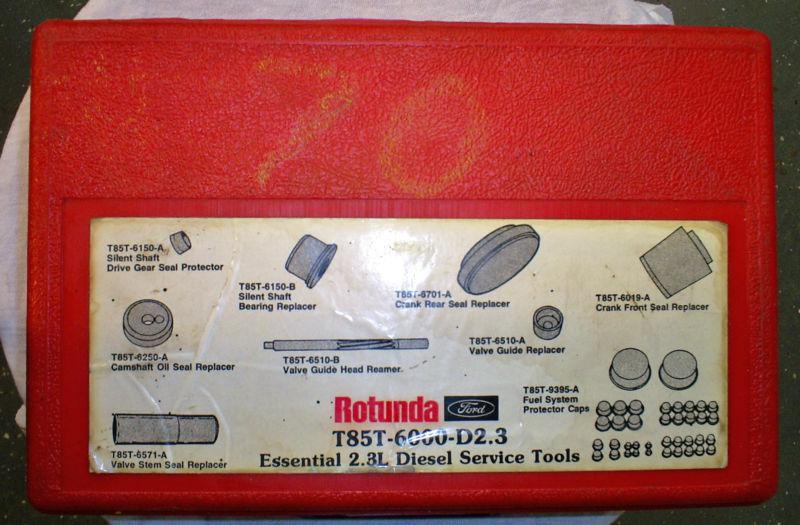 70
T85T-6150-A
Silent Shaft
Drive Gear Seal Protector
T85T-6150-B
Silent Shaft
Bearing Replacer
T85T-6701-A
Crank Rear Seal Replacer
T85T-6019-A
Crank Front Seal Replacer
T85T-6250-A
Camshaft Oil Seal Replacer
T85T-6510-B
Valve Guide Head Reamer
T85T-6510-A
Valve Guide Replacer
T85T-9395-A
Fuel System
Protector Caps
T85T-6571-A
Valve Stem Seal Replacer
Rotunda Ford
T85T-6000-D2.3
Essential 2.3L Diesel Service Tools